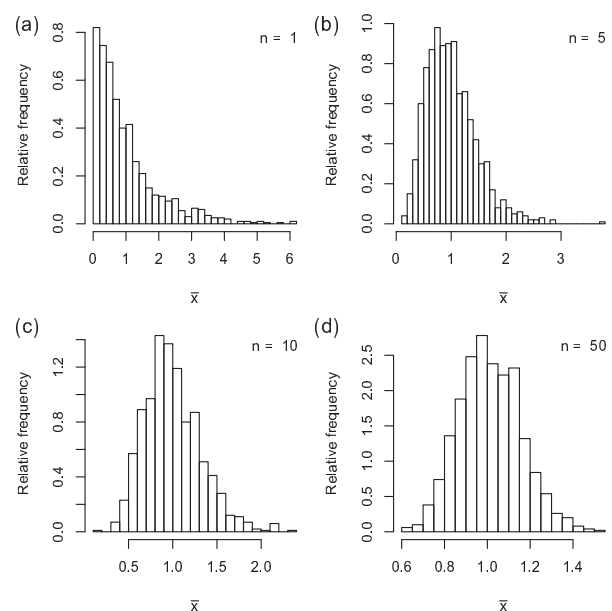 (a)
n = 1
Relative frequency
0.0 0.2 0.4 0.6 0.8
0 1 2 3 4 5 6
x̅
(b)
n = 5
Relative frequency
0.0 0.2 0.4 0.6 0.8 1.0
0 1 2 3
x̅
(c)
n = 10
Relative frequency
0.0 0.4 0.8 1.2
0.5 1.0 1.5 2.0
x̅
(d)
n = 50
Relative frequency
0.0 0.5 1.0 1.5 2.0 2.5
0.6 0.8 1.0 1.2 1.4
x̅